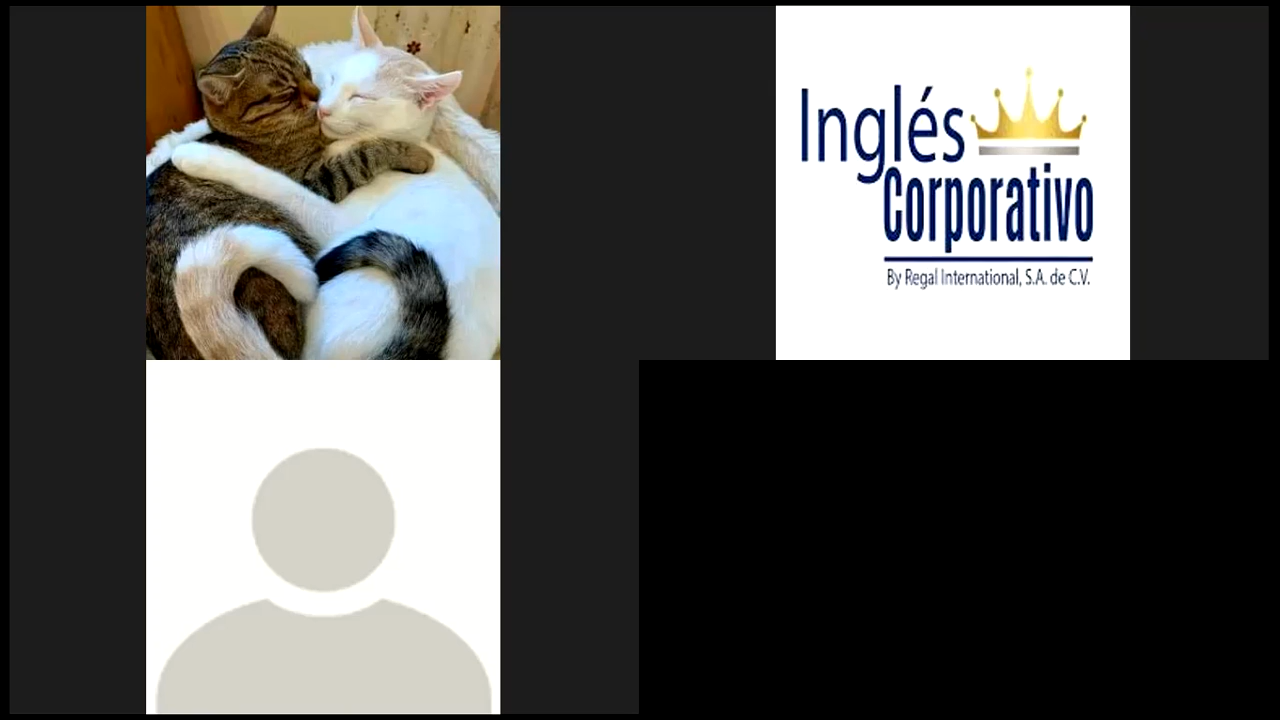 Inglés
Corporativo
By Regal International, S.A. de C.V.